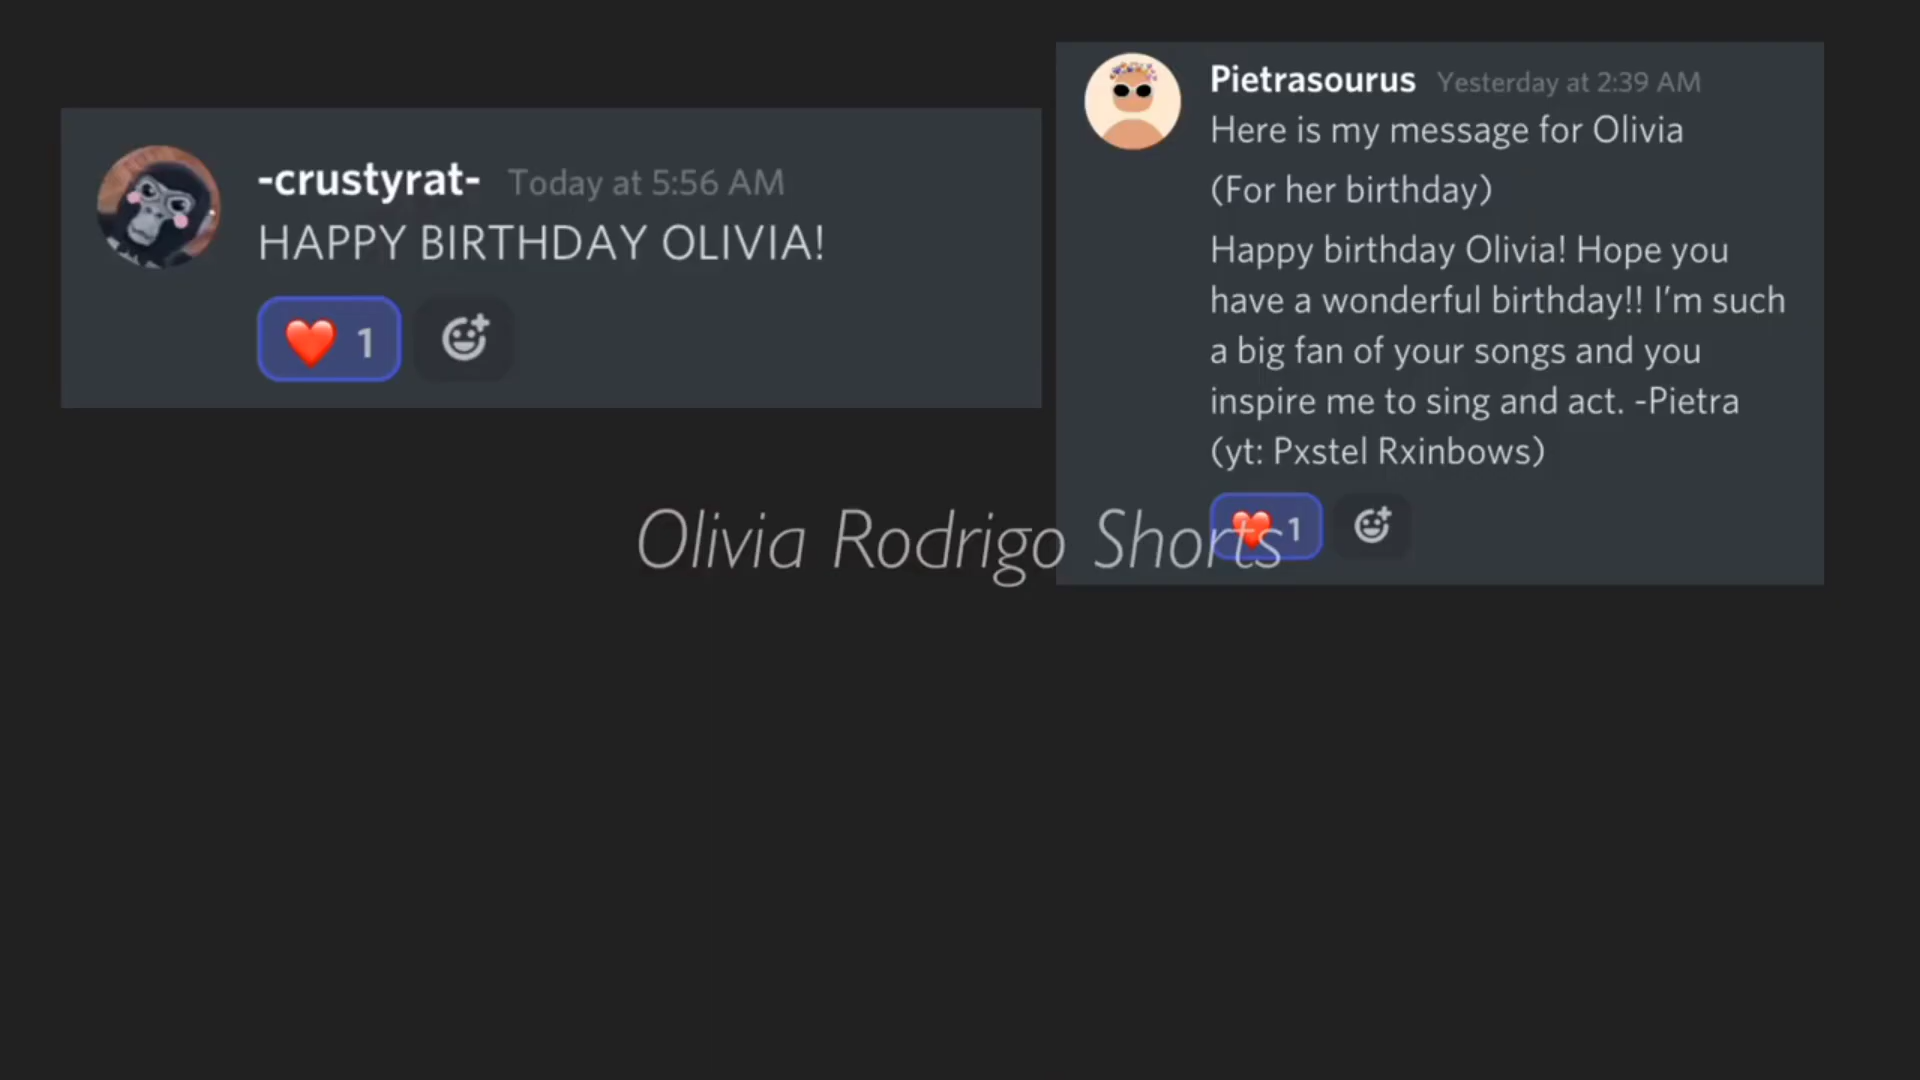 -crustyrat- Today at 5:56 AM
HAPPY BIRTHDAY OLIVIA!
1
Pietrasourus Yesterday at 2:39 AM
Here is my message for Olivia
(For her birthday)
Happy birthday Olivia! Hope you
have a wonderful birthday!! I'm such
a big fan of your songs and you
inspire me to sing and act. -Pietra
(yt: Pxstel Rxinbows)
1
Olivia Rodrigo Shorts